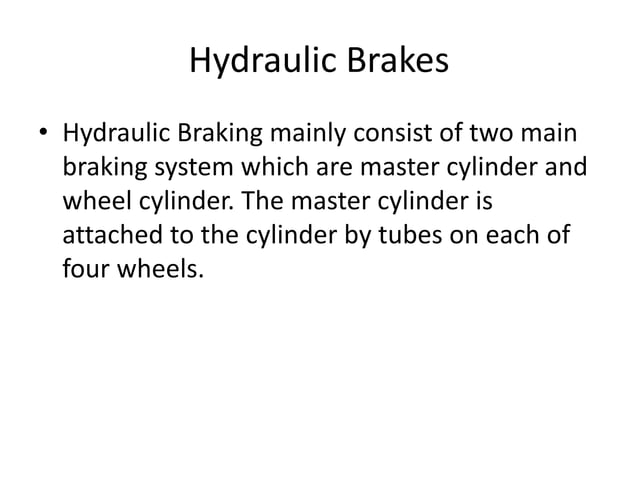 Hydraulic Brakes
• Hydraulic Braking mainly consist of two main
braking system which are master cylinder and
wheel cylinder. The master cylinder is
attached to the cylinder by tubes on each of
four wheels.